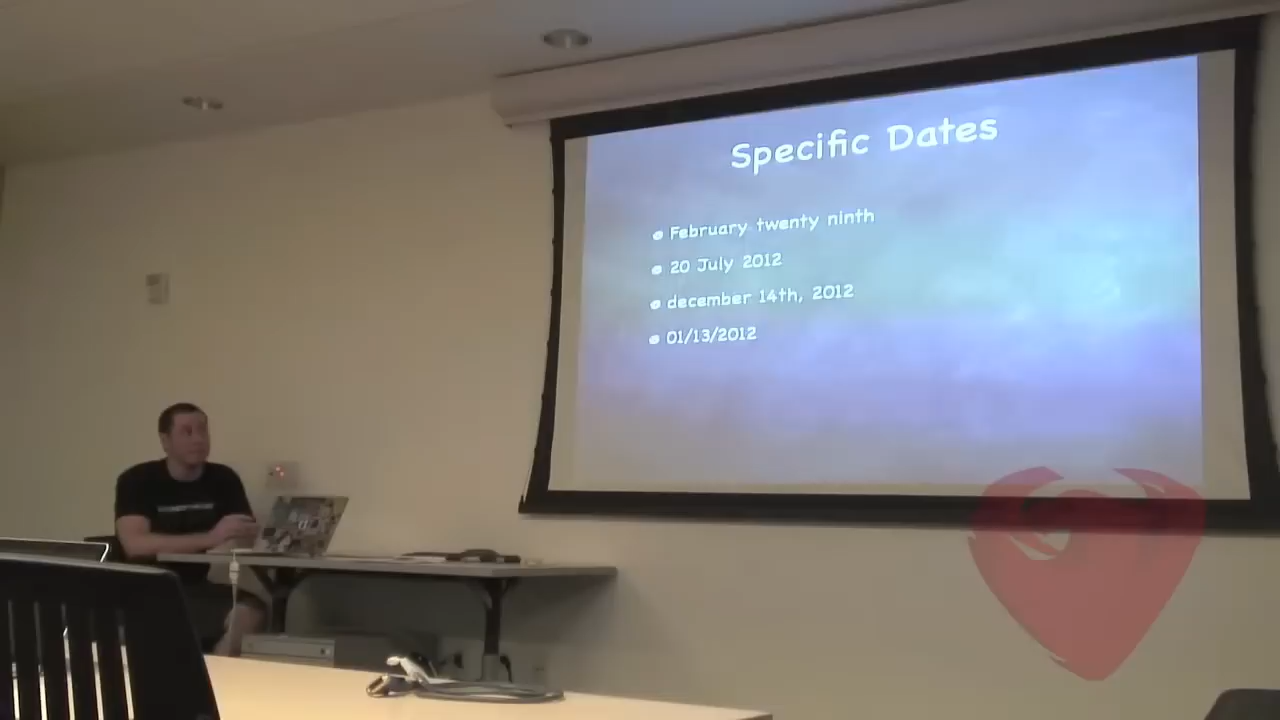 Specific Dates
February twenty ninth
20 July 2012
december 14th, 2012
01/13/2012